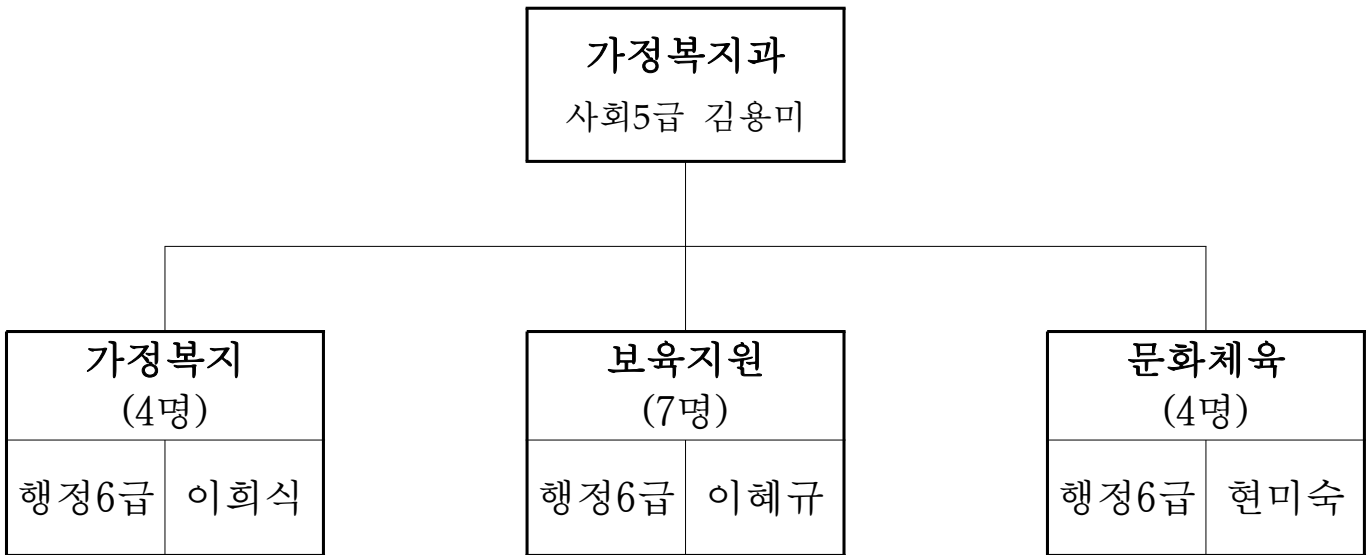 가정복지과
사회5급 김용미
가정복지
(4명)
행정6급 이희식
보육지원
(7명)
행정6급 이혜규
문화체육
(4명)
행정6급 현미숙